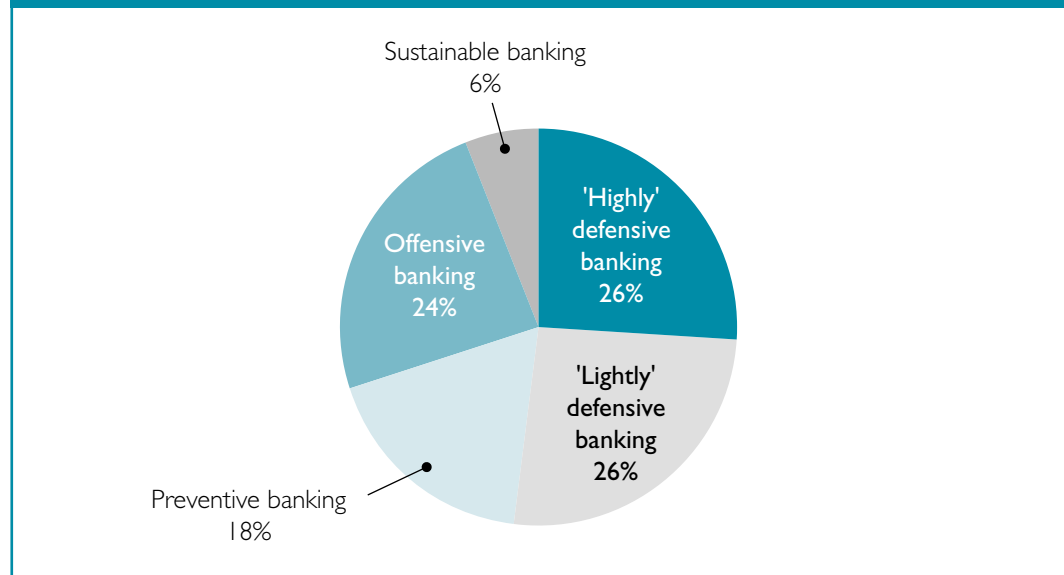 Sustainable banking
6%
'Highly'
defensive
banking
26%
Offensive
banking
24%
'Lightly'
defensive
banking
26%
Preventive banking
18%